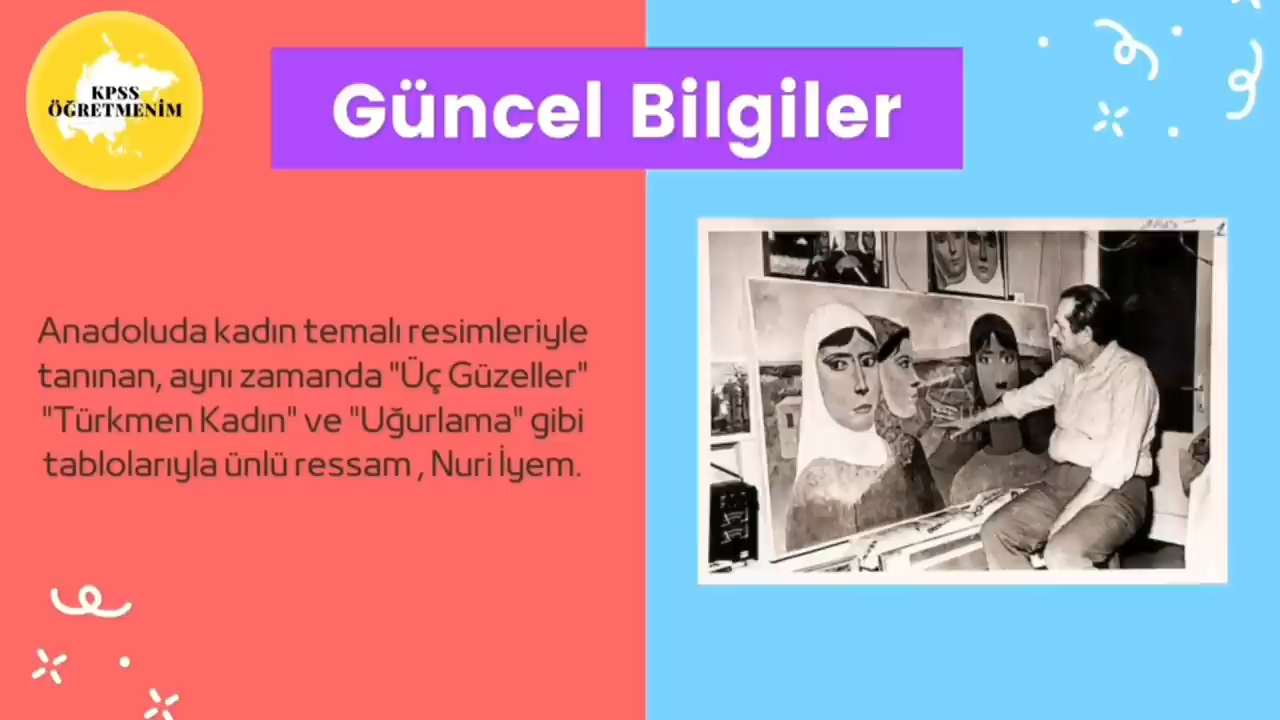 KPSS
ÖĞRETMENİM
Güncel Bilgiler
Anadoluda kadın temalı resimleriyle
tanınan, aynı zamanda "Üç Güzeller"
"Türkmen Kadın" ve "Uğurlama" gibi
tablolarıyla ünlü ressam , Nuri İyem.